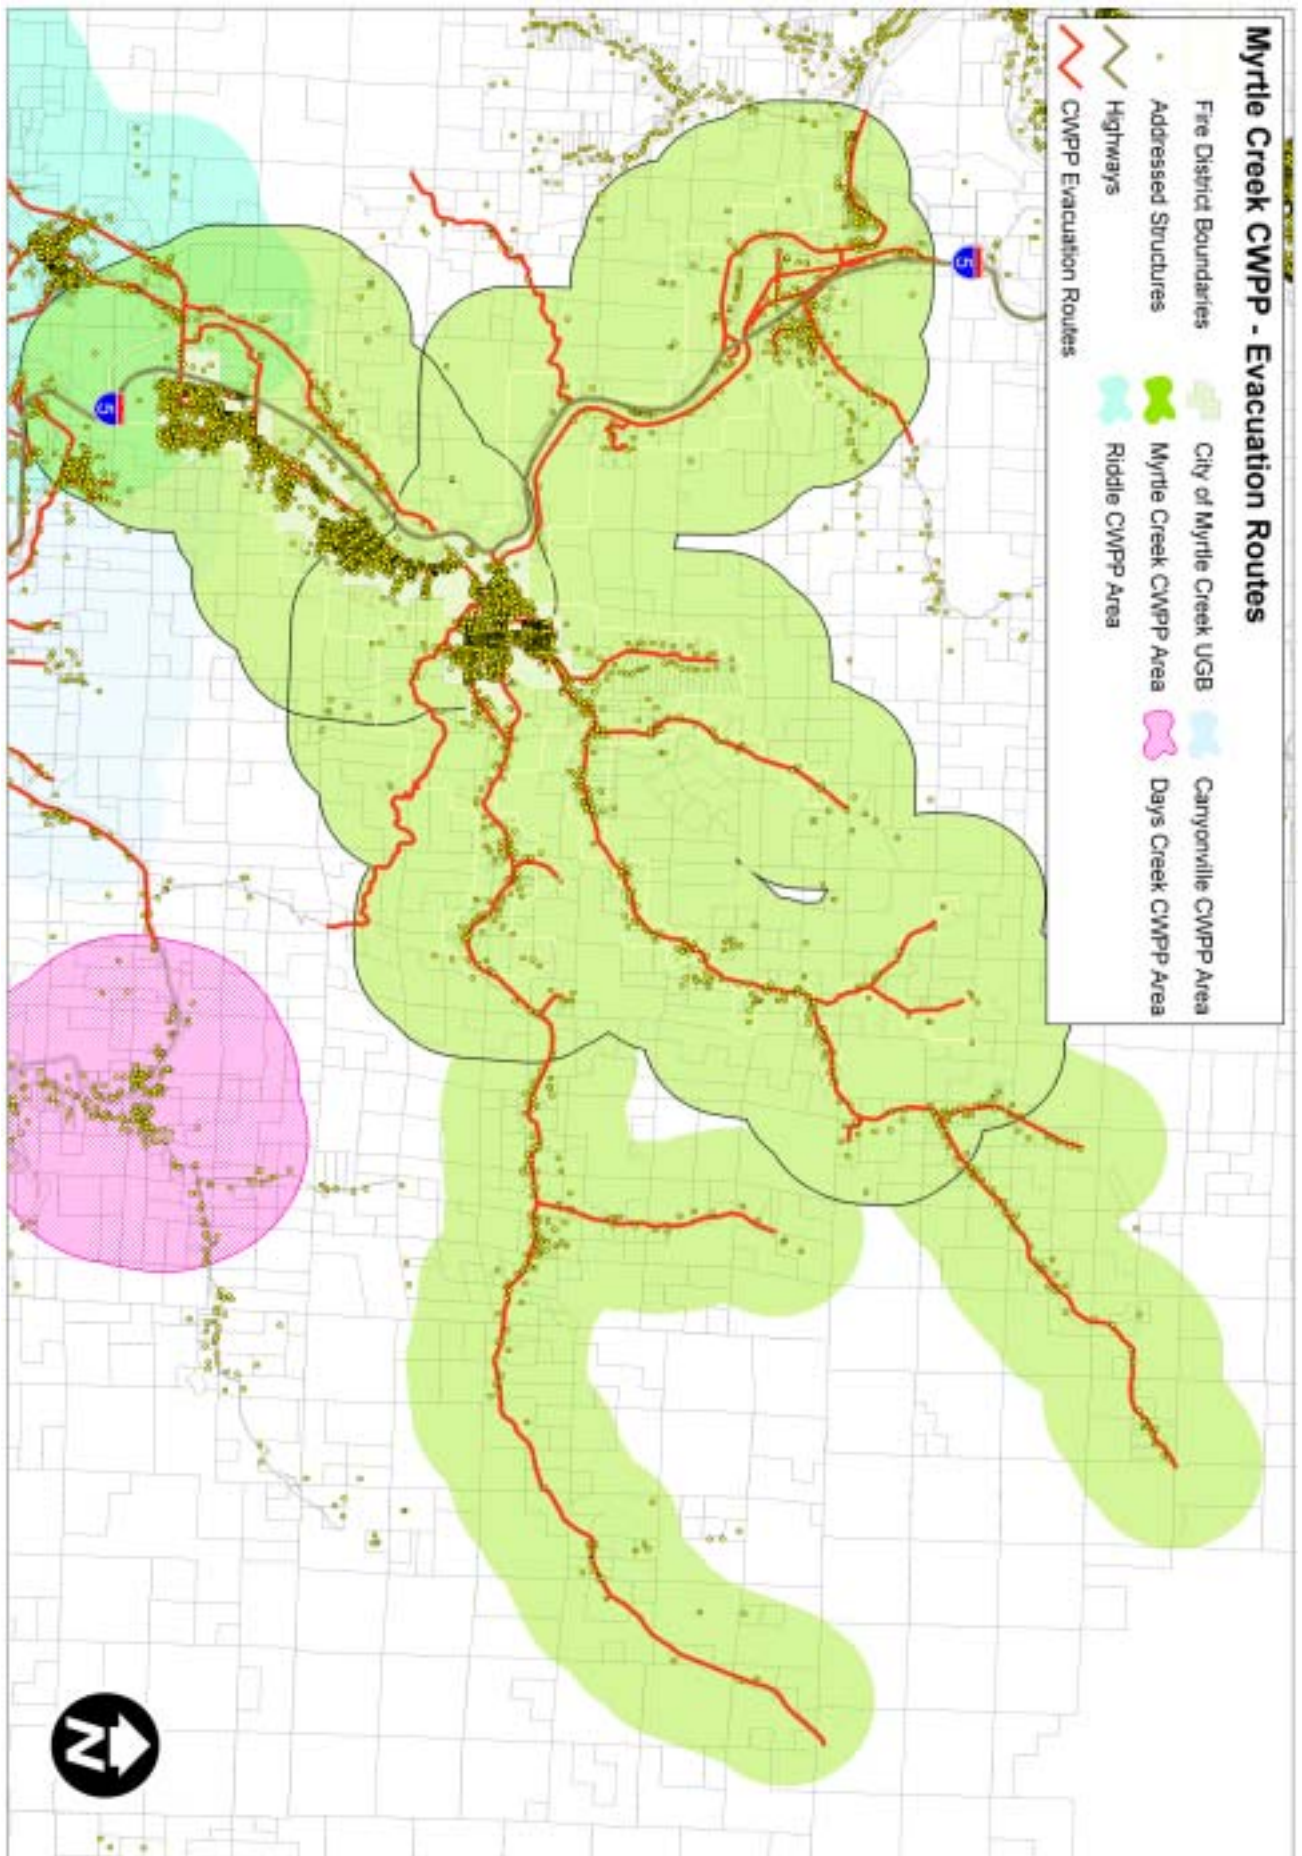 Myrtle Creek CWPP - Evacuation Routes
Fire District Boundaries
Addressed Structures
Highways
CWPP Evacuation Routes
City of Myrtle Creek UGB
Myrtle Creek CWPP Area
Riddle CWPP Area
Canyonville CWPP Area
Days Creek CWPP Area
5
5
N